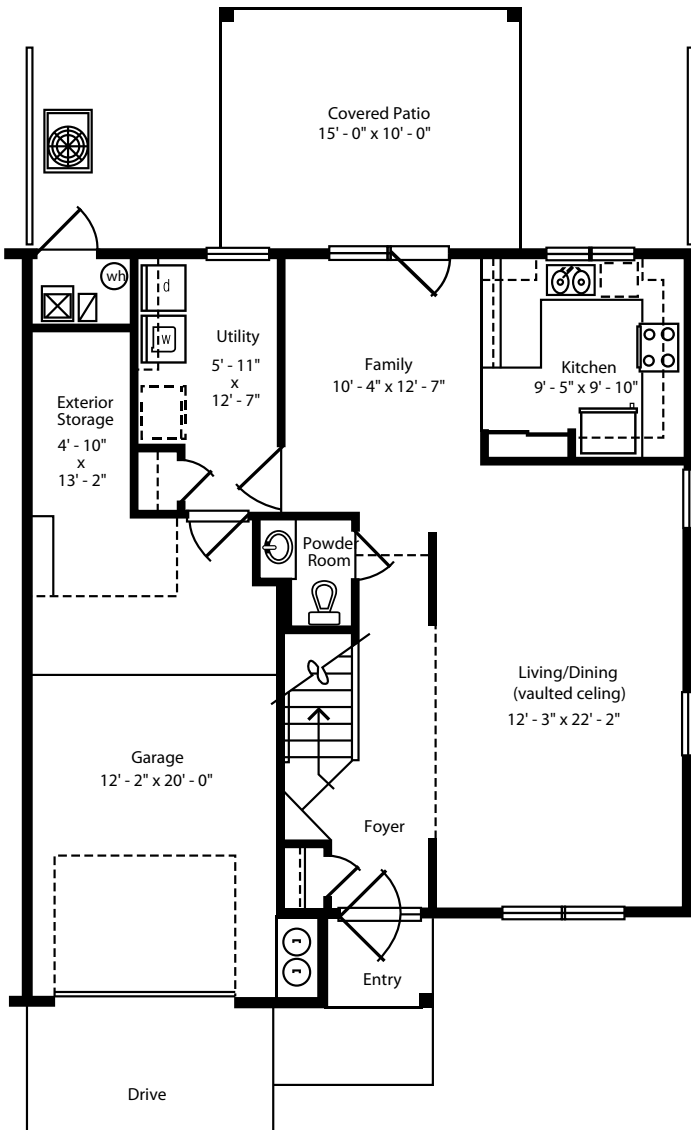 Covered Patio
15' - 0" x 10' - 0"
wh
d
W
Utility
5' - 11"
x
12' - 7"
Family
10' - 4" x 12' - 7"
Kitchen
9' - 5" x 9' - 10"
Exterior
Storage
4' - 10"
x
13' - 2"
Powder
Room
Living/Dining
(vaulted celing)
12' - 3" x 22' - 2"
Garage
12' - 2" x 20' - 0"
Foyer
Entry
Drive